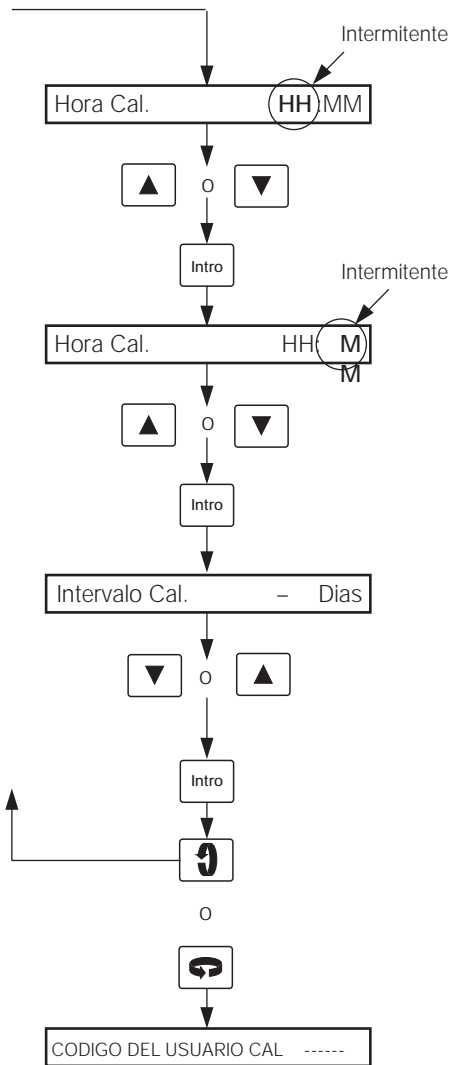 Intermitente
Hora Cal. HH:MM
▲ o ▼
Intro
Intermitente
Hora Cal. HH: M
M
▲ o ▼
Intro
Intervalo Cal. – Dias
▼ o ▲
Intro
o
CODIGO DEL USUARIO CAL ------